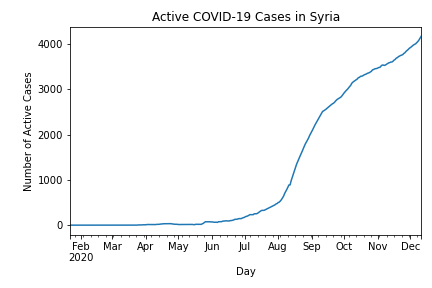 Active COVID-19 Cases in Syria
Number of Active Cases
4000
3000
2000
1000
0
Feb Mar Apr May Jun Jul Aug Sep Oct Nov Dec
2020
Day